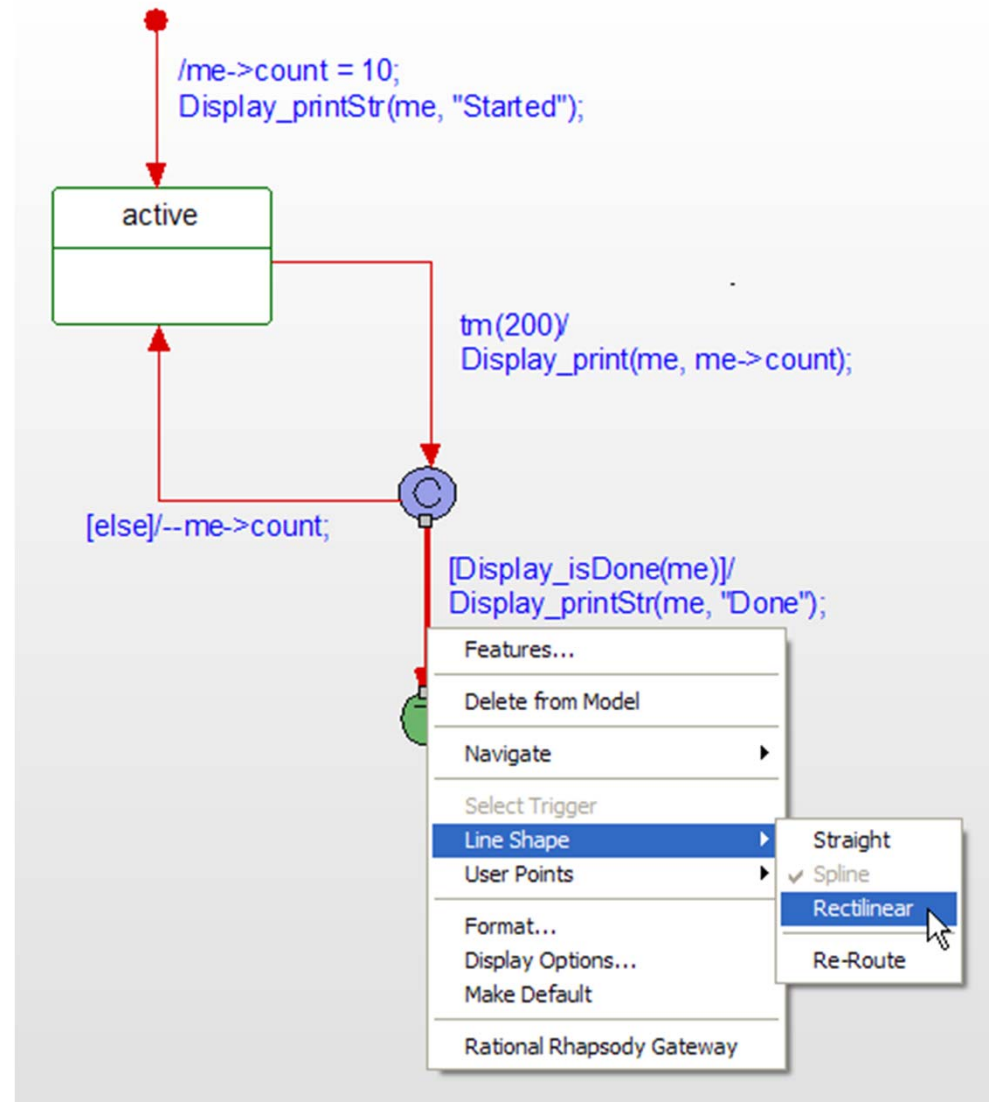 /me->count = 10;
Display_printStr(me, "Started");
active
tm(200)/
Display_print(me, me->count);
C
[else]/--me->count;
[Display_isDone(me)]/
Display_printStr(me, "Done");
Features...
Delete from Model
Navigate
Select Trigger
Line Shape
User Points
Format...
Display Options...
Make Default
Rational Rhapsody Gateway
Straight
Spline
Rectilinear
Re-Route